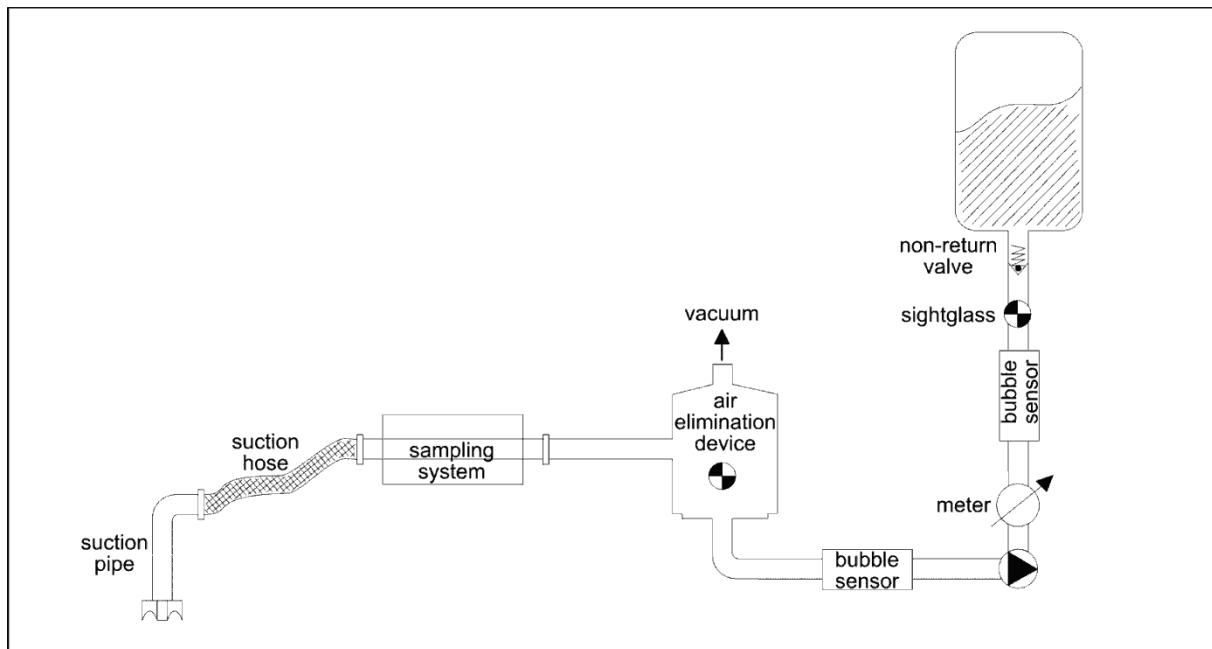 non-return
valve
sightglass
vacuum
bubble
sensor
air
elimination
device
suction
hose
sampling
system
meter
suction
pipe
bubble
sensor